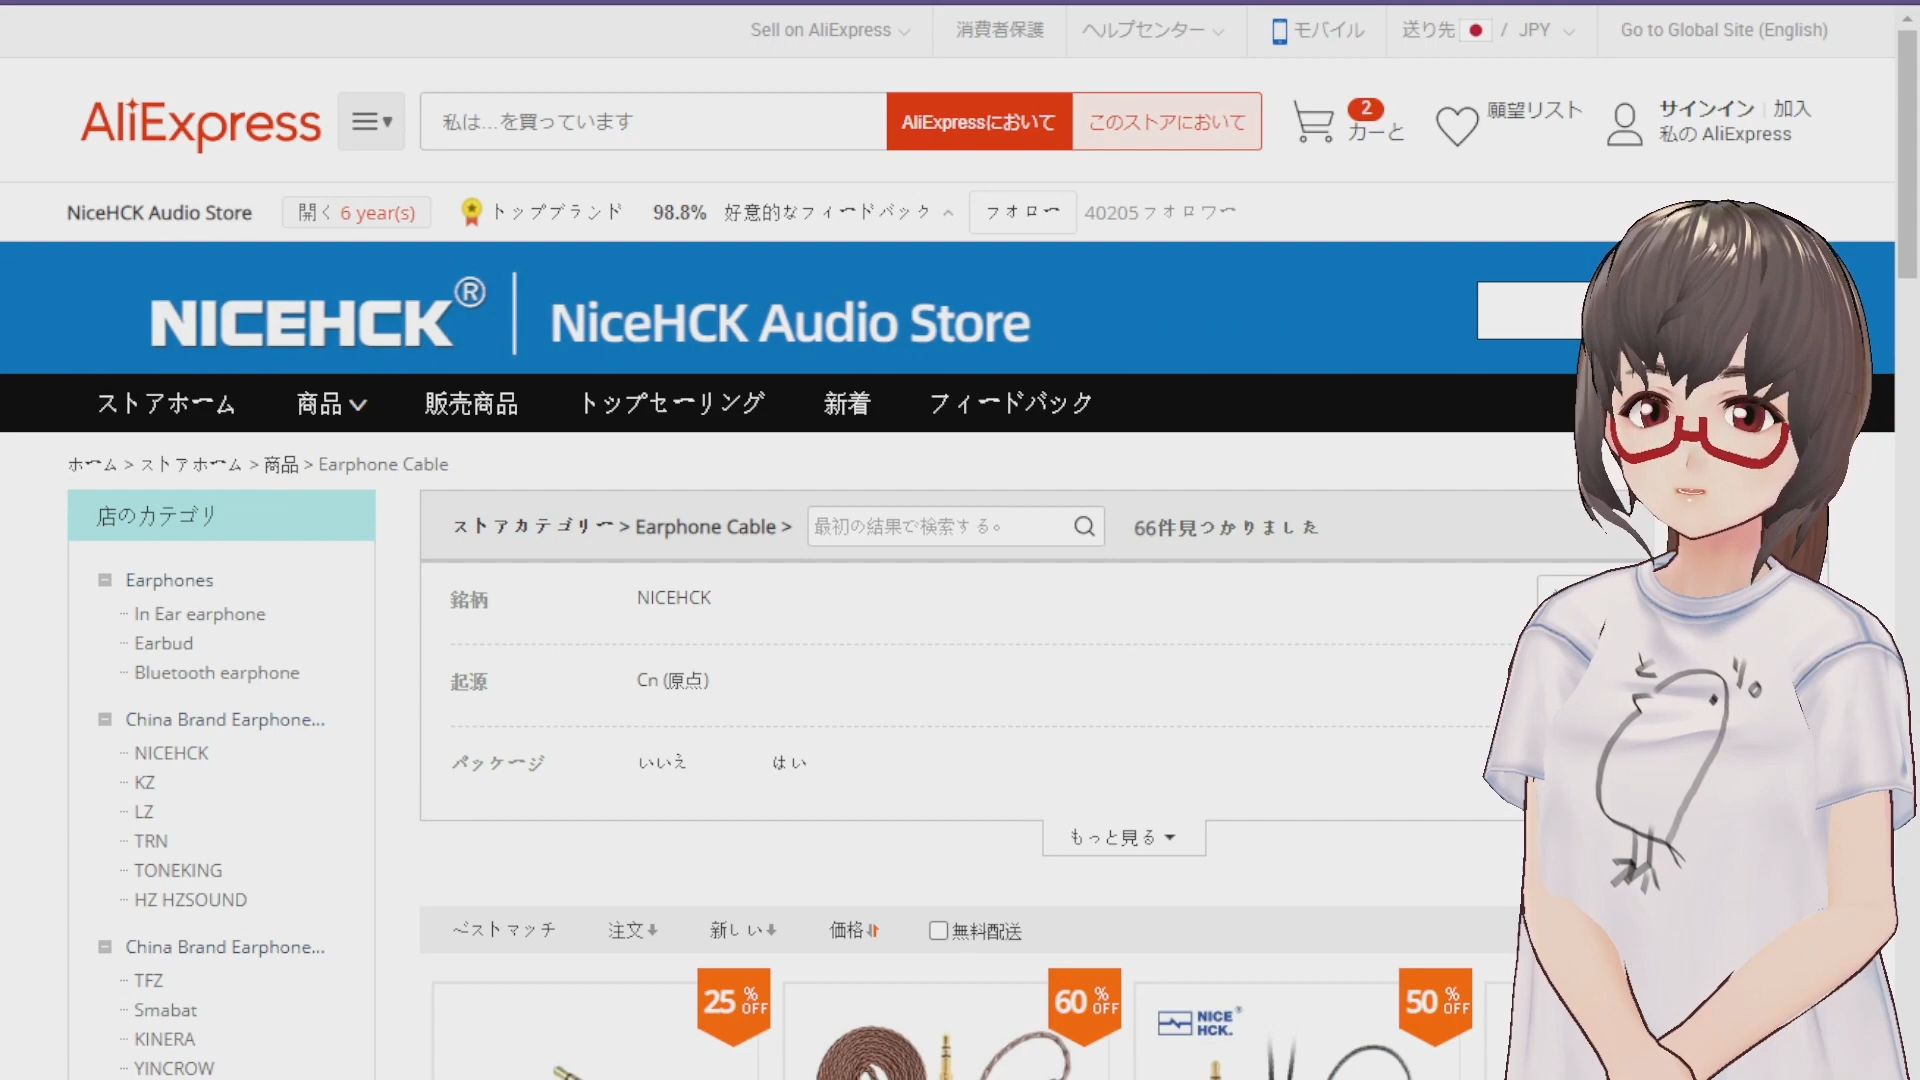 Sell on AliExpress
消費者保護
ヘルプセンター
モバイル
送り先 / JPY
Go to Global Site (English)
AliExpress
私は...を買っています
AliExpressにおいて
このストアにおいて
2
カーと
願望リスト
サインイン | 加入
私の AliExpress
NiceHCK Audio Store
開く 6 year(s)
トップブランド
98.8% 好意的なフィードバック
フォロー
40205フォロワー
NICEHCK®
NiceHCK Audio Store
ストアホーム
商品
販売商品
トップセーリング
新着
フィードバック
ホーム > ストアホーム > 商品 > Earphone Cable
店のカテゴリ
Earphones
In Ear earphone
Earbud
Bluetooth earphone
China Brand Earphone...
NICEHCK
KZ
LZ
TRN
TONEKING
HZ HZSOUND
China Brand Earphone...
TFZ
Smabat
KINERA
YINCROW
ストアカテゴリー > Earphone Cable >
最初の結果で検索する。
66件見つかりました
銘柄
NICEHCK
起源
Cn (原点)
パッケージ
いいえ
はい
もっと見る
ベストマッチ
注文
新しい
価格
無料配送
25 % OFF
60 % OFF
NICE HCK.
50 % OFF
とり。